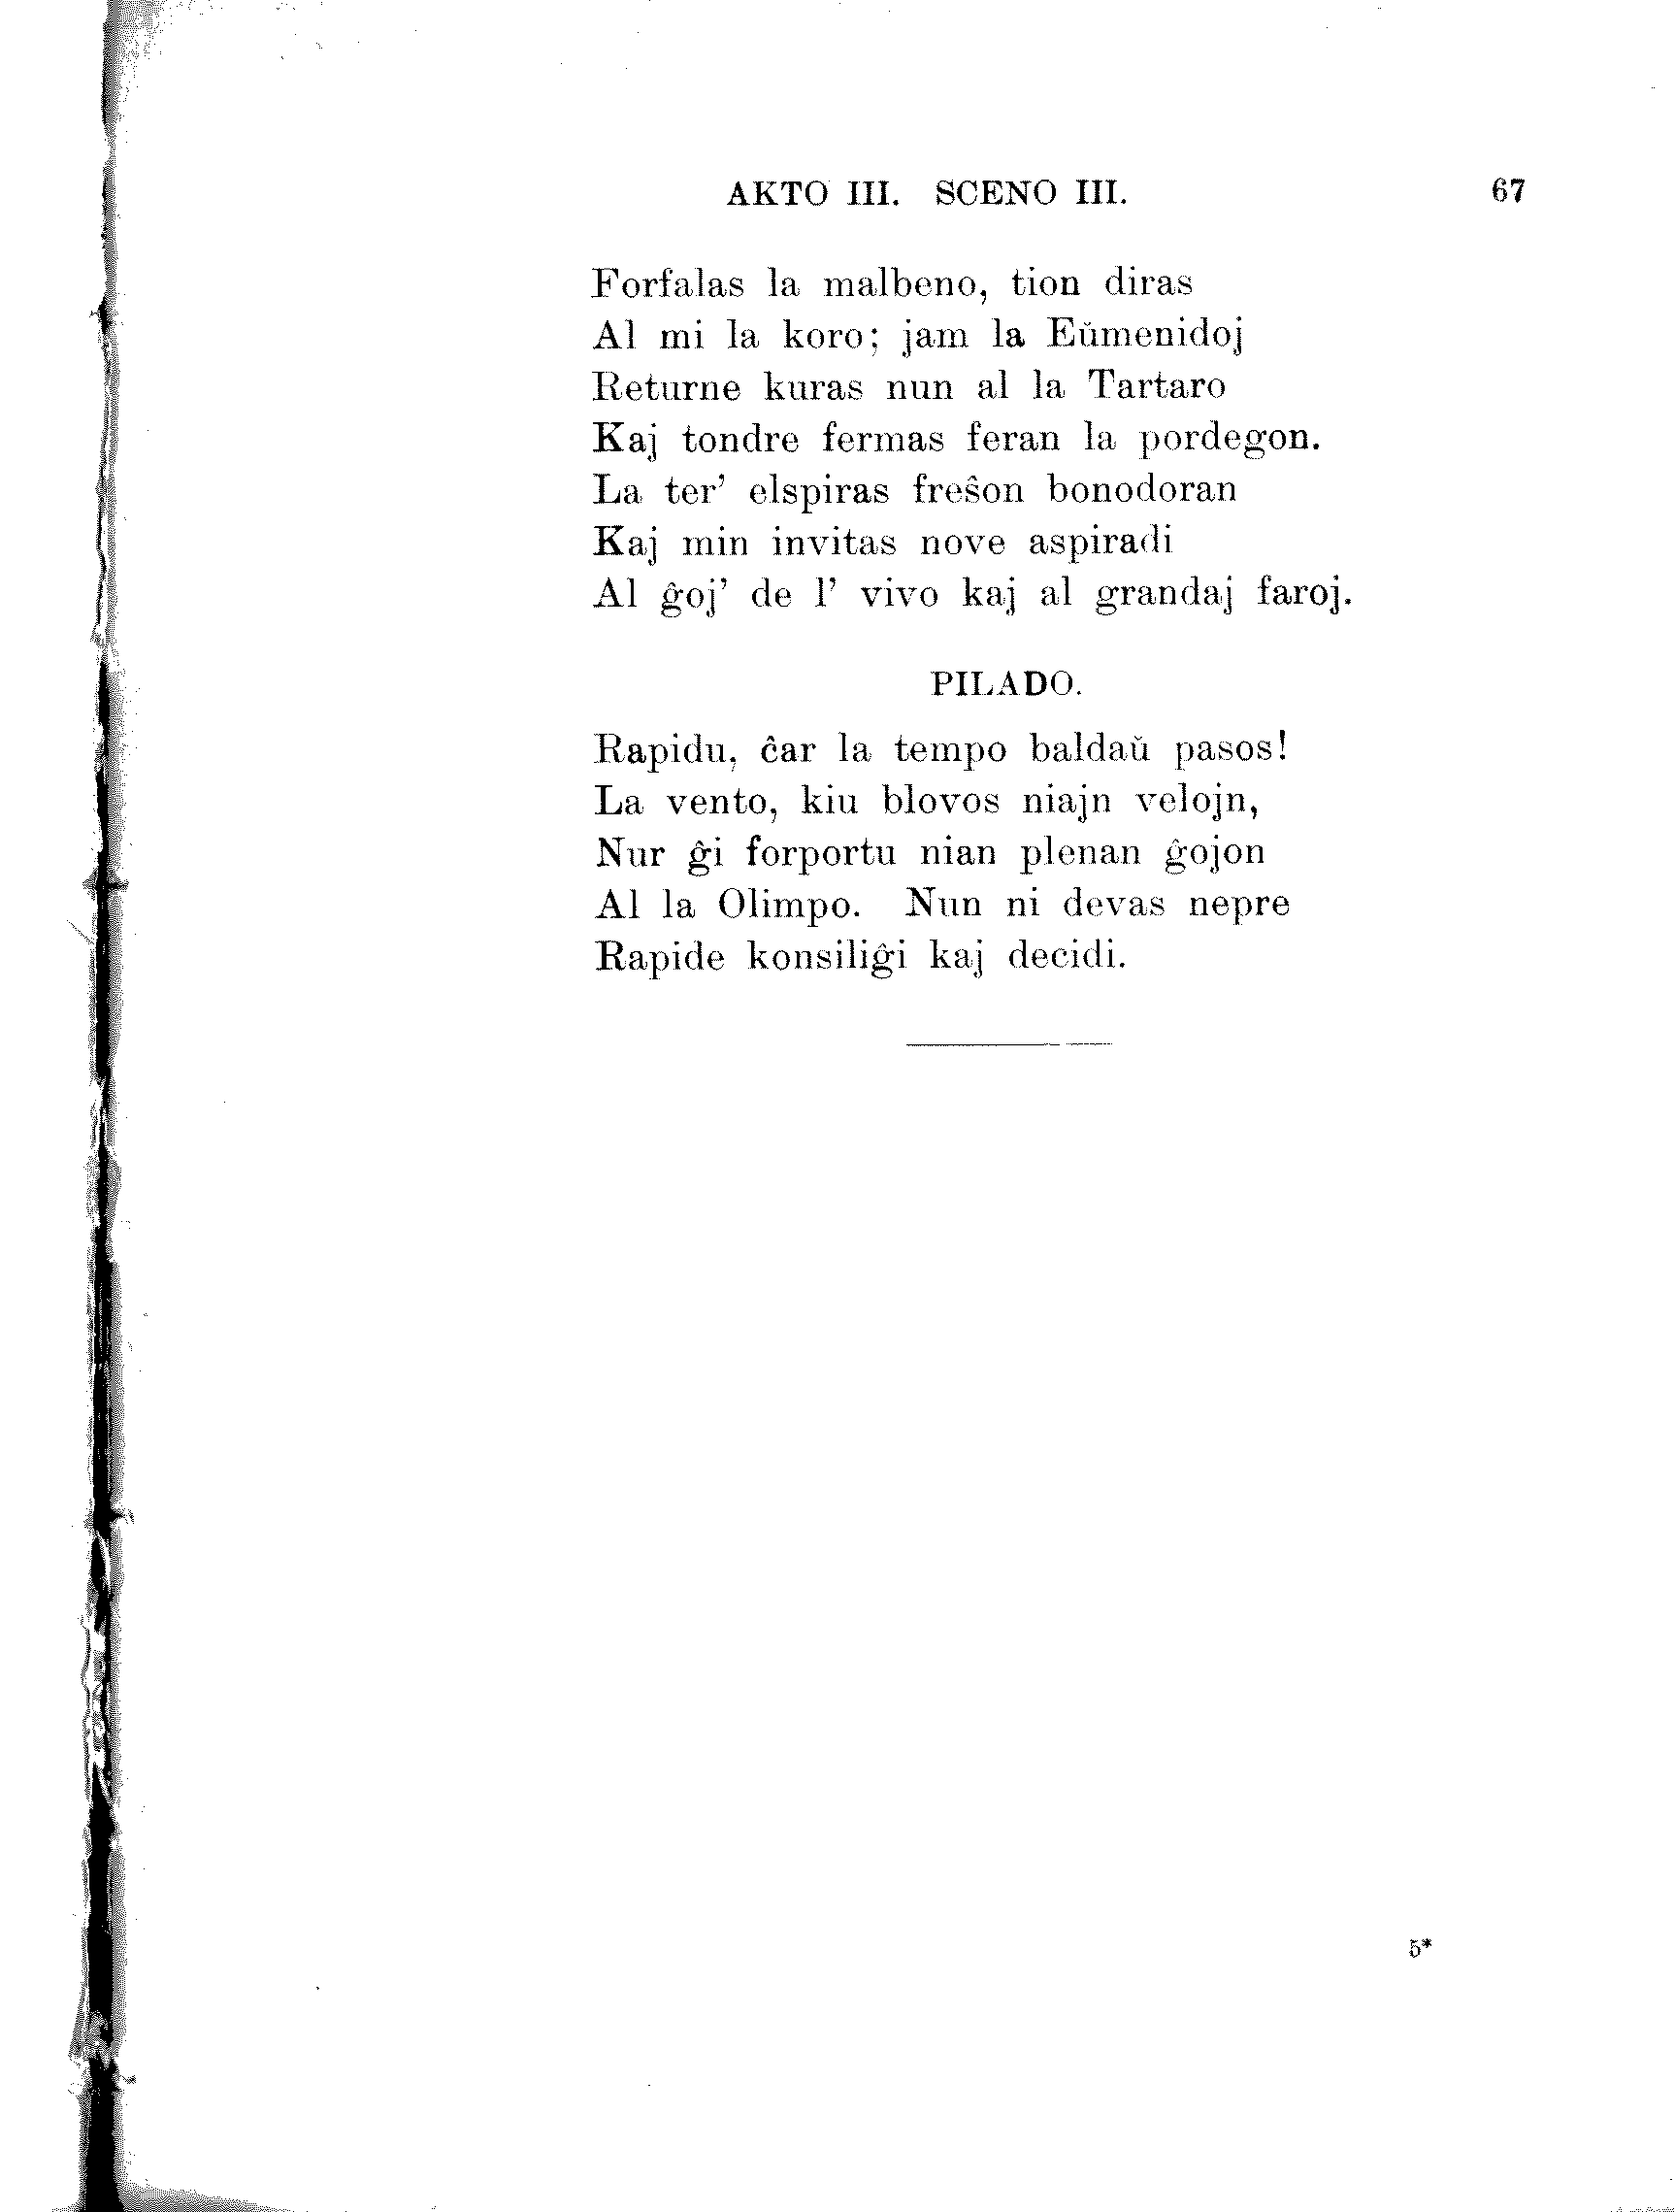 AKTO III. SCENO III. 67
Forfalas la malbeno, tion diras
Al mi la koro; jam la Eŭmenidoj
Returne kuras nun al la Tartaro
Kaj tondre fermas feran la pordegon.
La ter’ elspiras freŝon bonodoran
Kaj min invitas nove aspiradi
Al ĝoj’ de l’ vivo kaj al grandaj faroj.
PILADO.
Rapidu, ĉar la tempo baldaŭ pasos!
La vento, kiu blovos niajn velojn,
Nur ĝi forportu nian plenan ĝojon
Al la Olimpo. Nun ni devas nepre
Rapide konsiliĝi kaj decidi.
5*